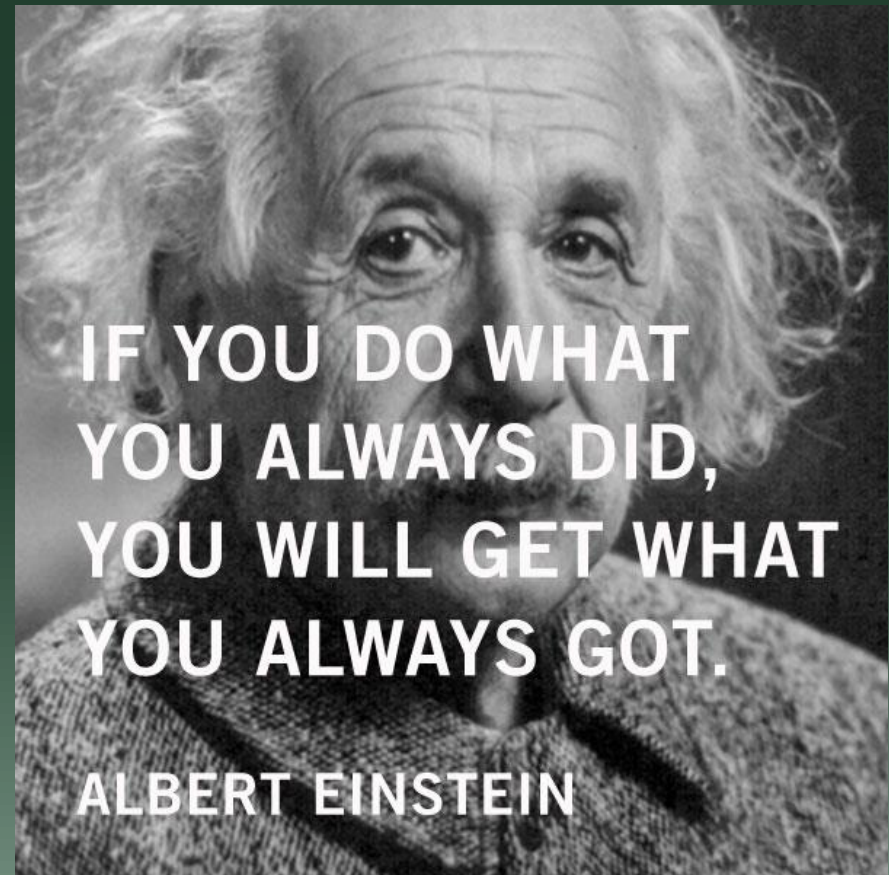 IF YOU DO WHAT
YOU ALWAYS DID,
YOU WILL GET WHAT
YOU ALWAYS GOT.
ALBERT EINSTEIN